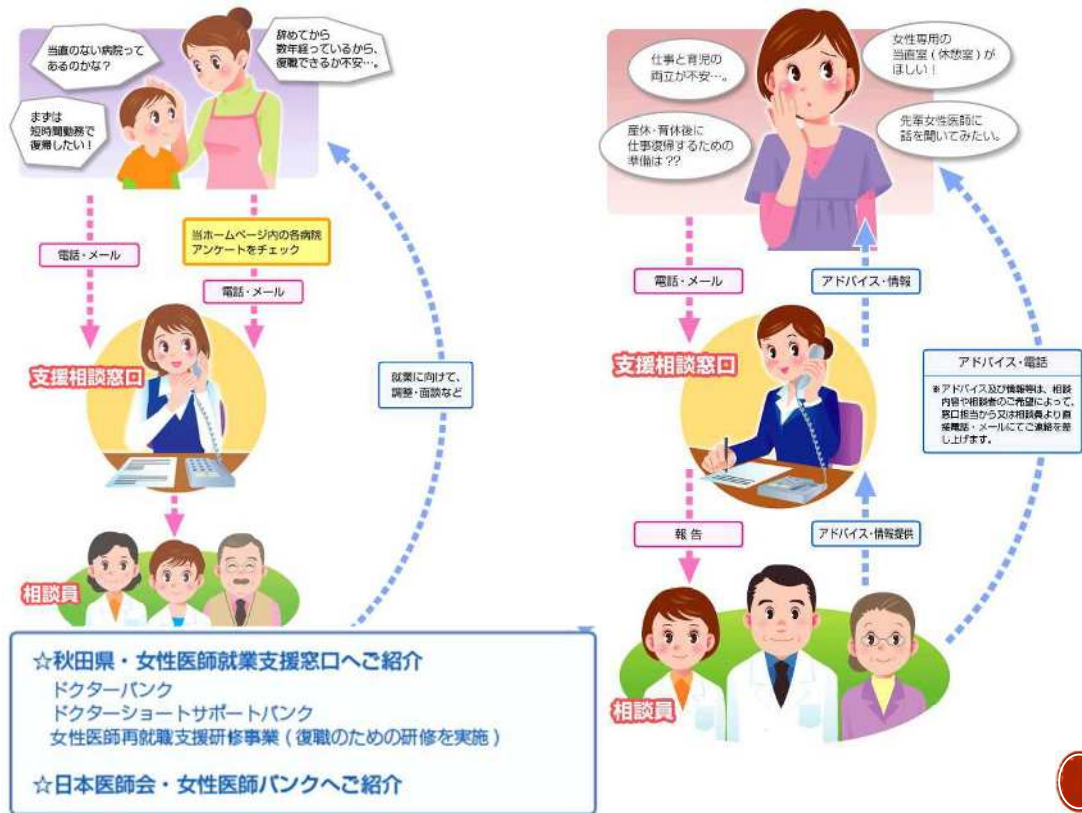 当直のない病院って
あるのかな？
辞めてから
数年経っているから、
復職できるか不安…。
まずは
短時間勤務で
復帰したい！
電話・メール
当ホームページ内の各病院
アンケートをチェック
電話・メール
支援相談窓口
就業に向けて、
調整・面談など
相談員
☆秋田県・女性医師就業支援窓口へご紹介
ドクターバンク
ドクターショートサポートバンク
女性医師再就職支援研修事業(復職のための研修を実施)
☆日本医師会・女性医師バンクへご紹介
仕事と育児の
両立が不安…。
女性専用の
当直室(休憩室)が
ほしい！
産休・育休後に
仕事復帰するための
準備は??
先輩女性医師に
話を聞いてみたい。
電話・メール
アドバイス・情報
支援相談窓口
アドバイス・電話
※アドバイス及び情報等は、相談
内容や相談者のご希望によって、
窓口担当から又は相談員より直
接電話・メールにてご連絡を差
し上げます。
報告
アドバイス・情報提供
相談員